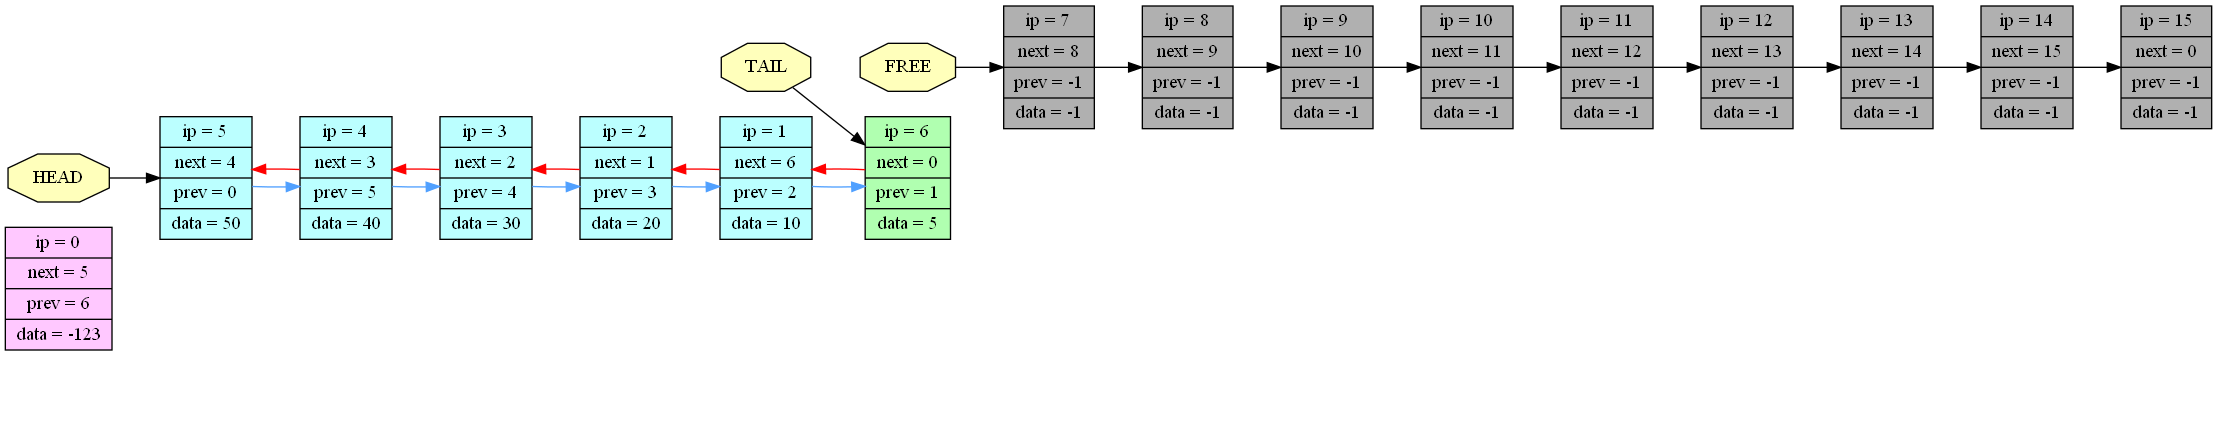 HEAD
ip = 0
next = 5
prev = 6
data = -123
ip = 5
next = 4
prev = 0
data = 50
ip = 4
next = 3
prev = 5
data = 40
ip = 3
next = 2
prev = 4
data = 30
ip = 2
next = 1
prev = 3
data = 20
TAIL
ip = 1
next = 6
prev = 2
data = 10
FREE
ip = 6
next = 0
prev = 1
data = 5
ip = 7
next = 8
prev = -1
data = -1
ip = 8
next = 9
prev = -1
data = -1
ip = 9
next = 10
prev = -1
data = -1
ip = 10
next = 11
prev = -1
data = -1
ip = 11
next = 12
prev = -1
data = -1
ip = 12
next = 13
prev = -1
data = -1
ip = 13
next = 14
prev = -1
data = -1
ip = 14
next = 15
prev = -1
data = -1
ip = 15
next = 0
prev = -1
data = -1